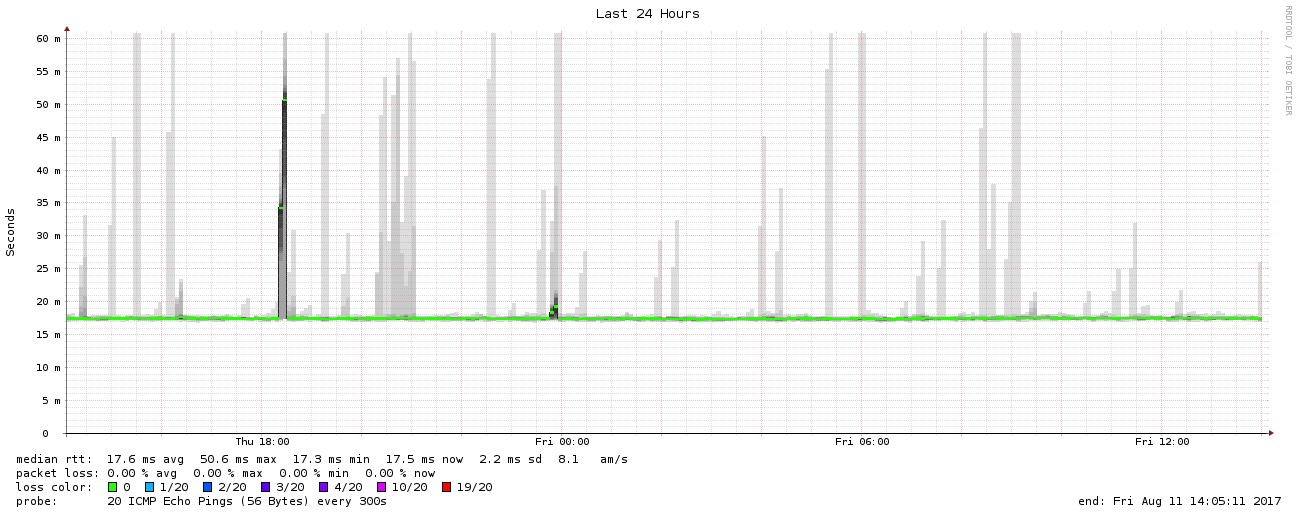 Last 24 Hours
RRDTOOL / TOBI OETIKER
60 m
55 m
50 m
45 m
40 m
35 m
30 m
25 m
20 m
15 m
10 m
5 m
0
Seconds
Thu 18:00 Fri 00:00 Fri 06:00 Fri 12:00
median rtt: 17.6 ms avg 50.6 ms max 17.3 ms min 17.5 ms now 2.2 ms sd 8.1 am/s
packet loss: 0.00 % avg 0.00 % max 0.00 % min 0.00 % now
loss color: 0 1/20 2/20 3/20 4/20 10/20 19/20
probe: 20 ICMP Echo Pings (56 Bytes) every 300s end: Fri Aug 11 14:05:11 2017